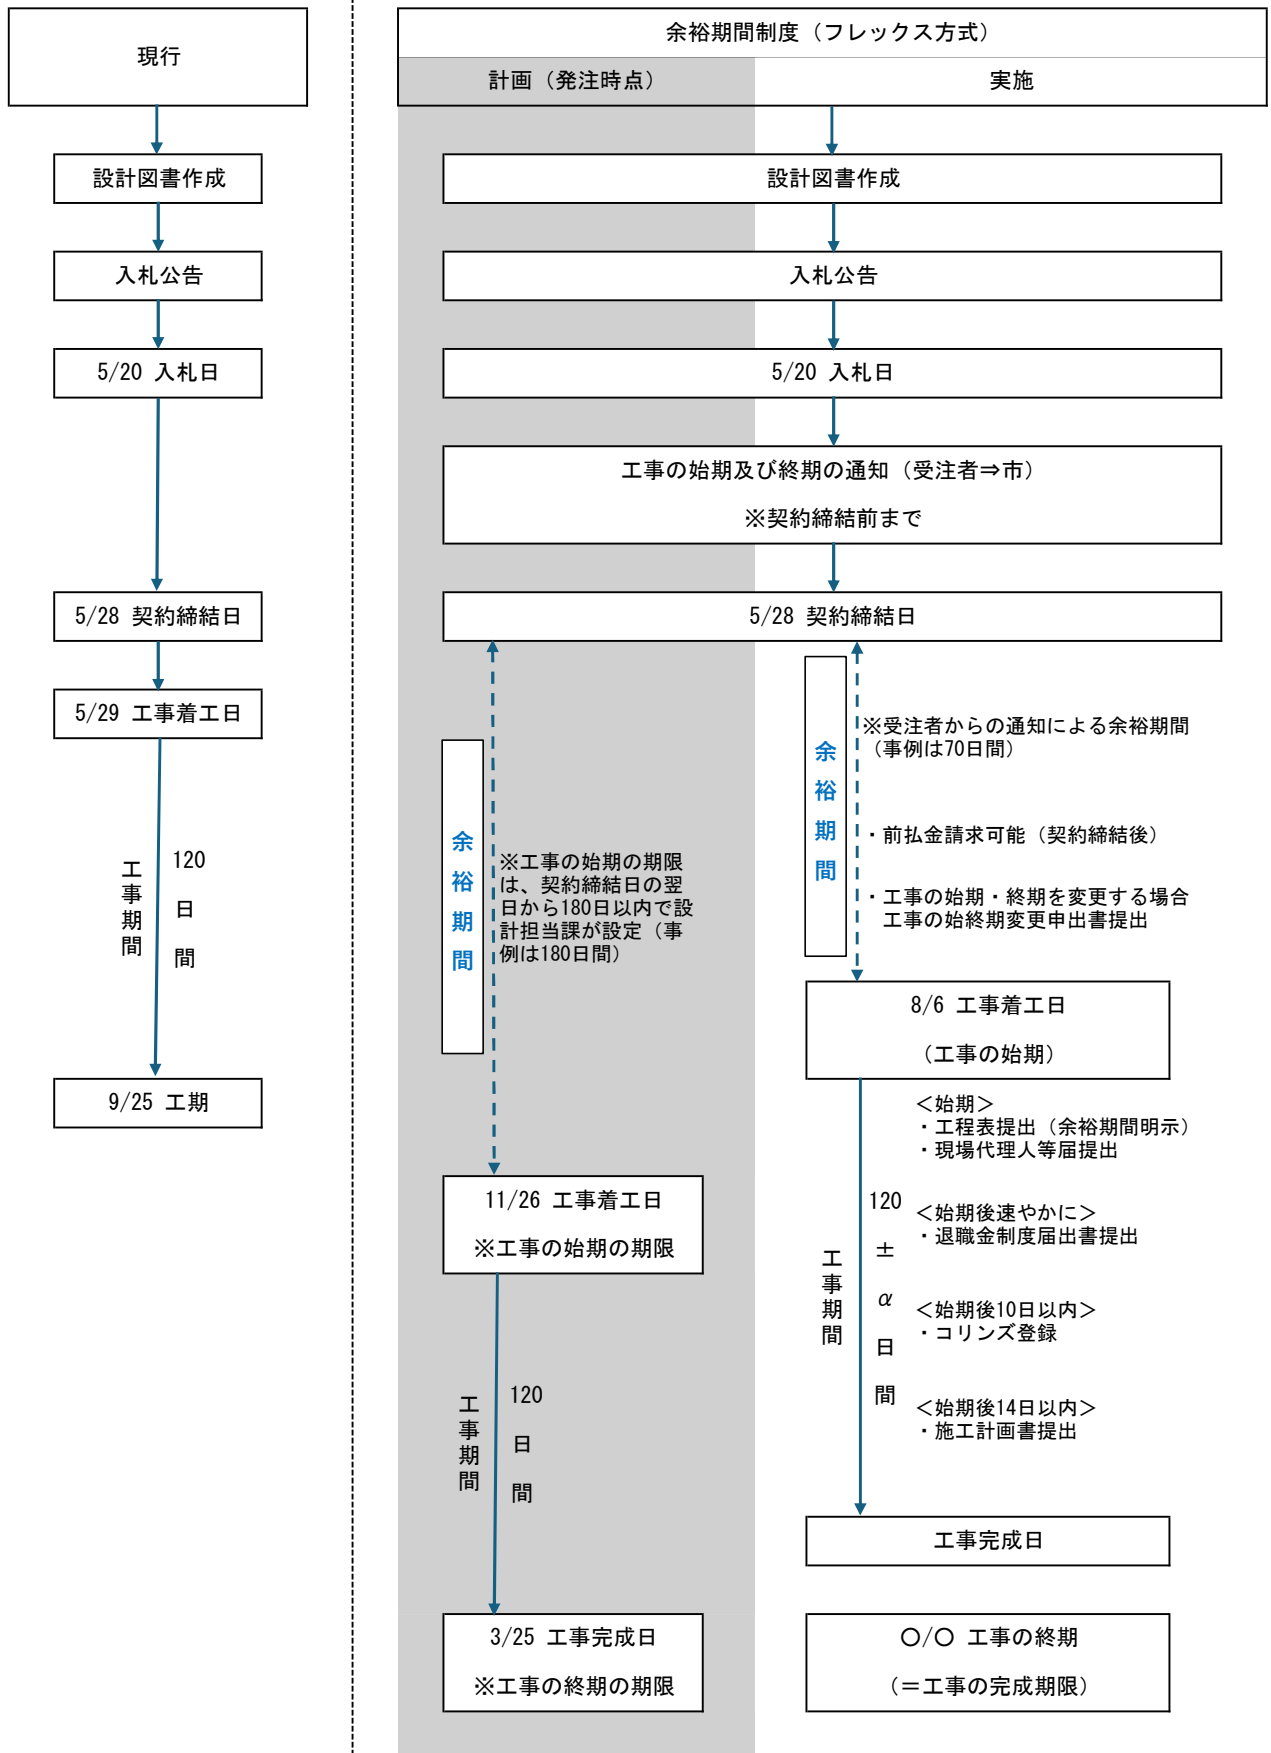 現行
設計図書作成
入札公告
5/20 入札日
5/28 契約締結日
5/29 工事着工日
工事期間
120日間
9/25 工期
余裕期間制度（フレックス方式）
計画（発注時点）
実施
設計図書作成
入札公告
5/20 入札日
工事の始期及び終期の通知（受注者⇒市）
※契約締結前まで
5/28 契約締結日
余裕期間
※工事の始期の期限
は、契約締結日の翌
日から180日以内で設
計担当課が設定（事
例は180日間）
11/26 工事着工日
※工事の始期の期限
工事期間
120日間
3/25 工事完成日
※工事の終期の期限
余裕期間
※受注者からの通知による余裕期間
（事例は70日間）
・前払金請求可能（契約締結後）
・工事の始期・終期を変更する場合
工事の始終期変更申出書提出
8/6 工事着工日
（工事の始期）
工事期間
120±α日間
＜始期＞
・工程表提出（余裕期間明示）
・現場代理人等届提出
＜始期後速やかに＞
・退職金制度届出書提出
＜始期後10日以内＞
・コリンズ登録
＜始期後14日以内＞
・施工計画書提出
工事完成日
〇/〇 工事の終期
（＝工事の完成期限）